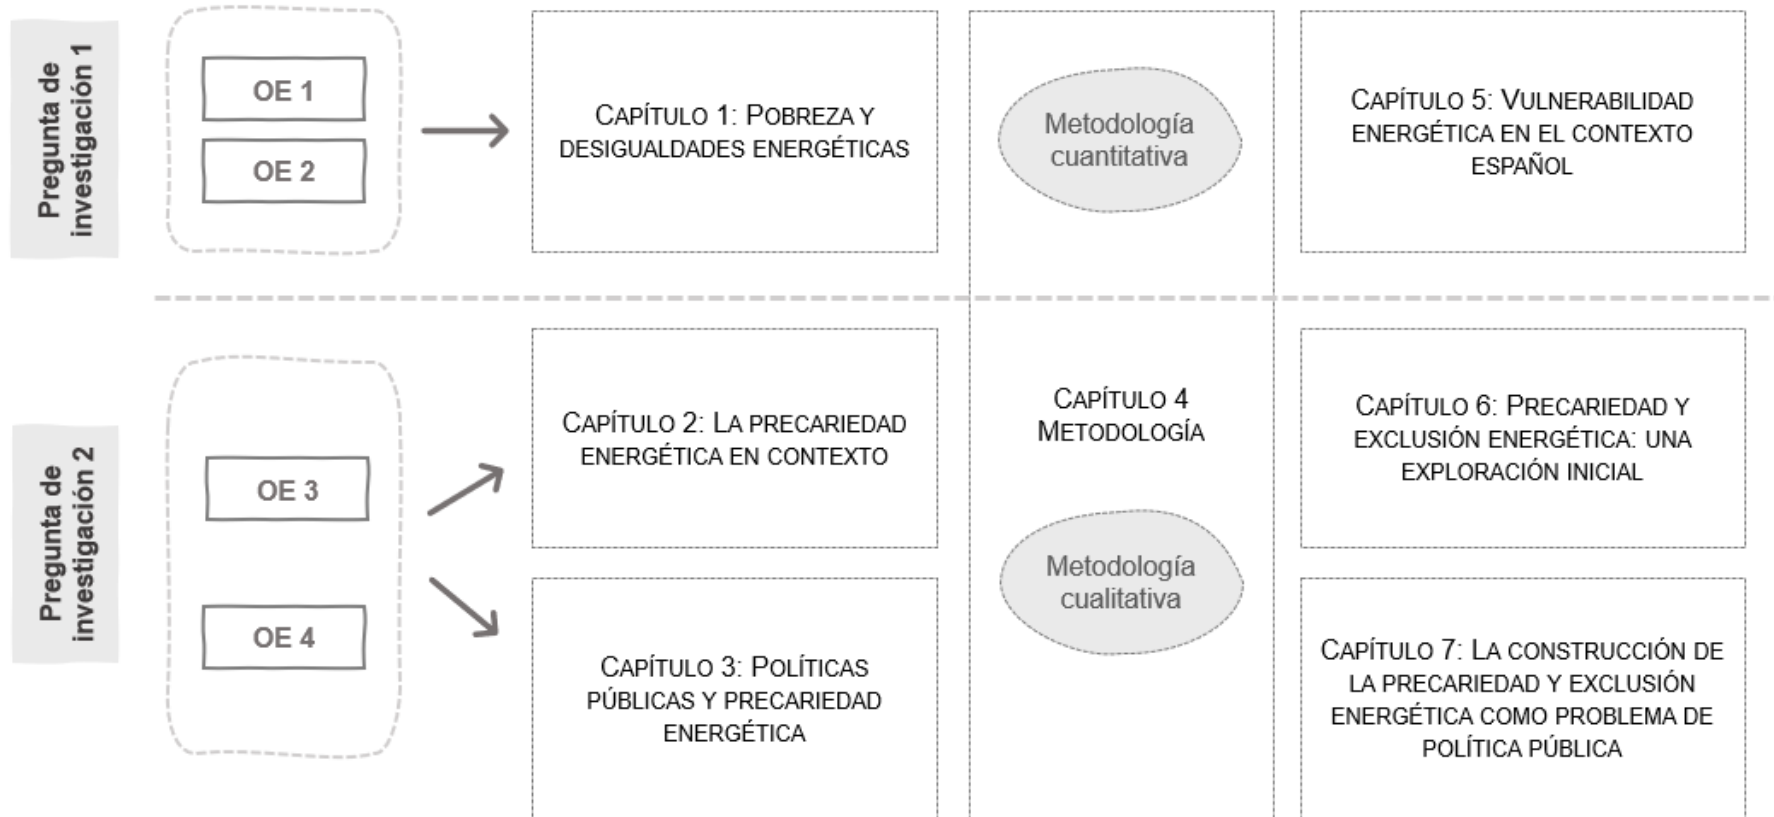 Pregunta de
investigación 1
OE 1
OE 2
CAPÍTULO 1: POBREZA Y
DESIGUALDADES ENERGÉTICAS
Metodología
cuantitativa
CAPÍTULO 5: VULNERABILIDAD
ENERGÉTICA EN EL CONTEXTO
ESPAÑOL
Pregunta de
investigación 2
OE 3
OE 4
CAPÍTULO 2: LA PRECARIEDAD
ENERGÉTICA EN CONTEXTO
CAPÍTULO 3: POLÍTICAS
PÚBLICAS Y PRECARIEDAD
ENERGÉTICA
CAPÍTULO 4
METODOLOGÍA
Metodología
cualitativa
CAPÍTULO 6: PRECARIEDAD Y
EXCLUSIÓN ENERGÉTICA: UNA
EXPLORACIÓN INICIAL
CAPÍTULO 7: LA CONSTRUCCIÓN DE
LA PRECARIEDAD Y EXCLUSIÓN
ENERGÉTICA COMO PROBLEMA DE
POLÍTICA PÚBLICA